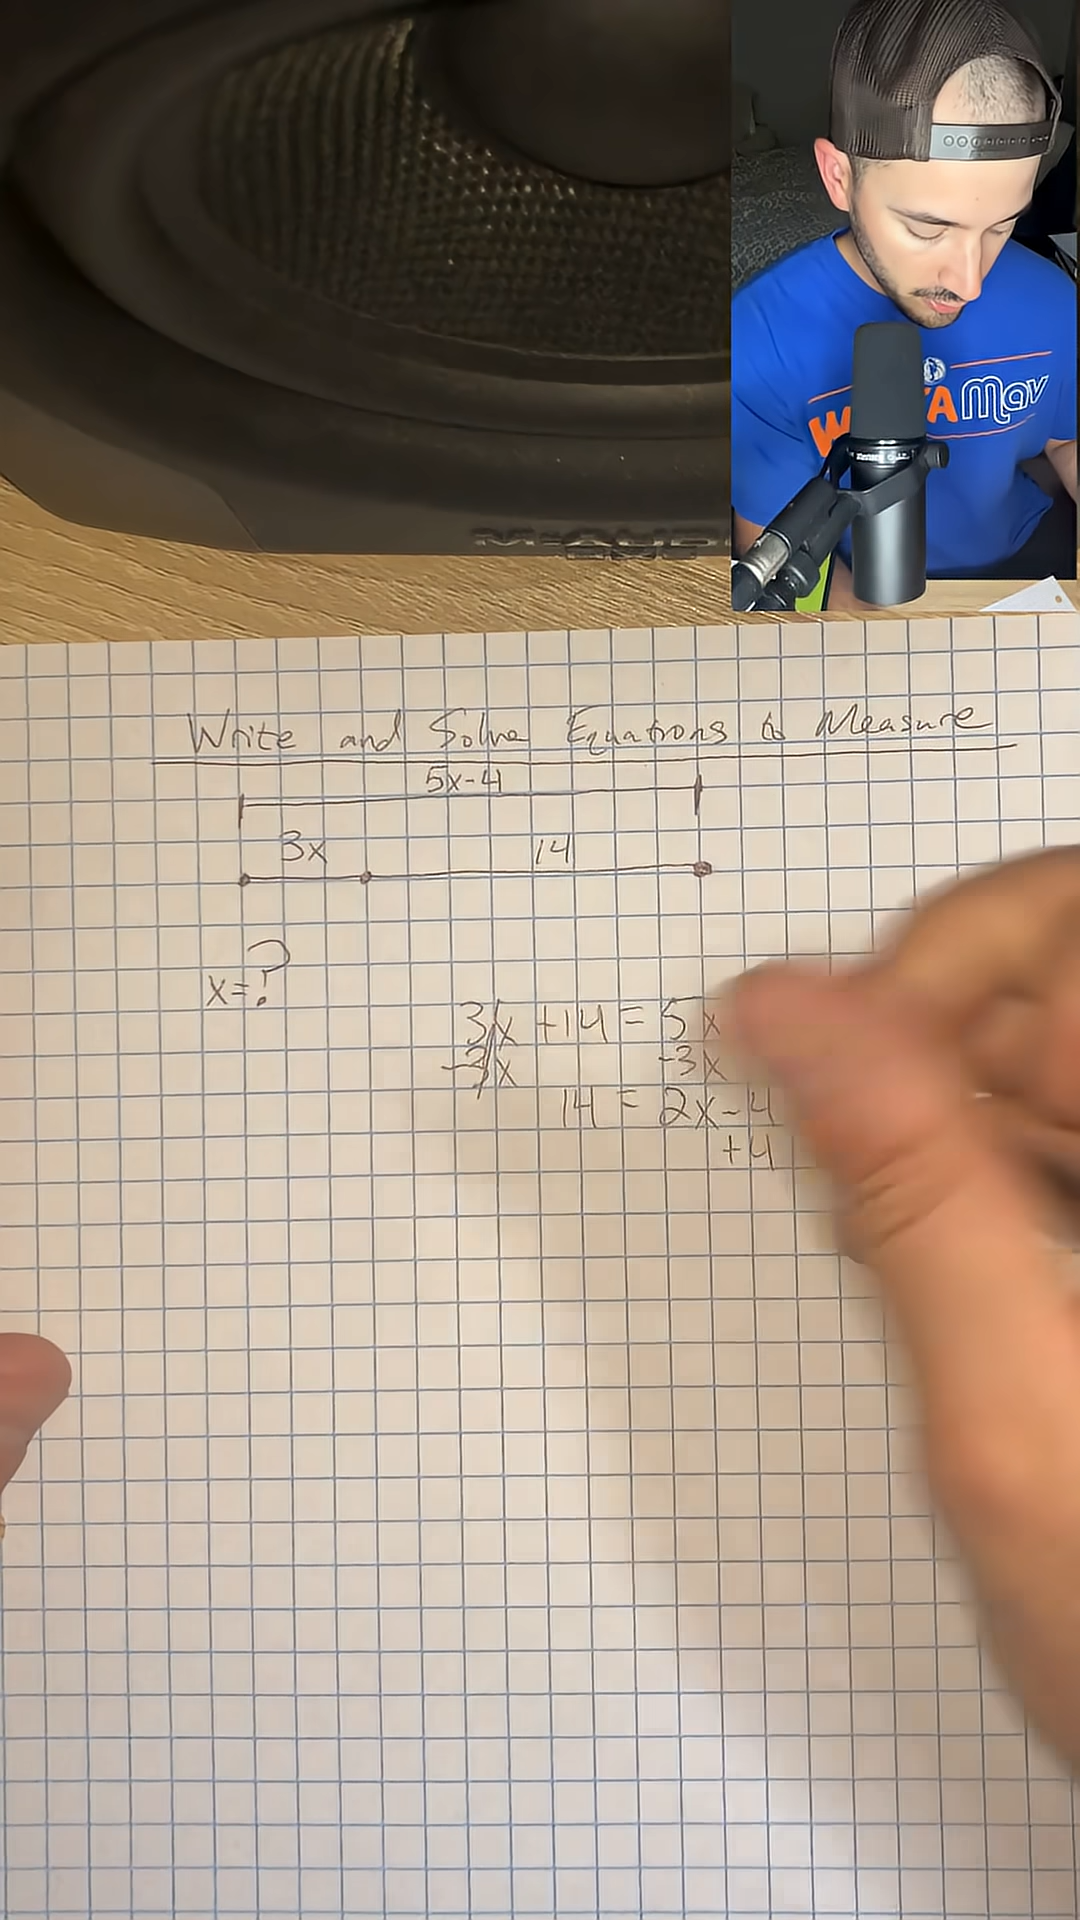 Write and Solve Equations to Measure
5x-4
3x 14
x=?
3x +14 = 5x
-3x -3x
14 = 2x-4
+4
Mav